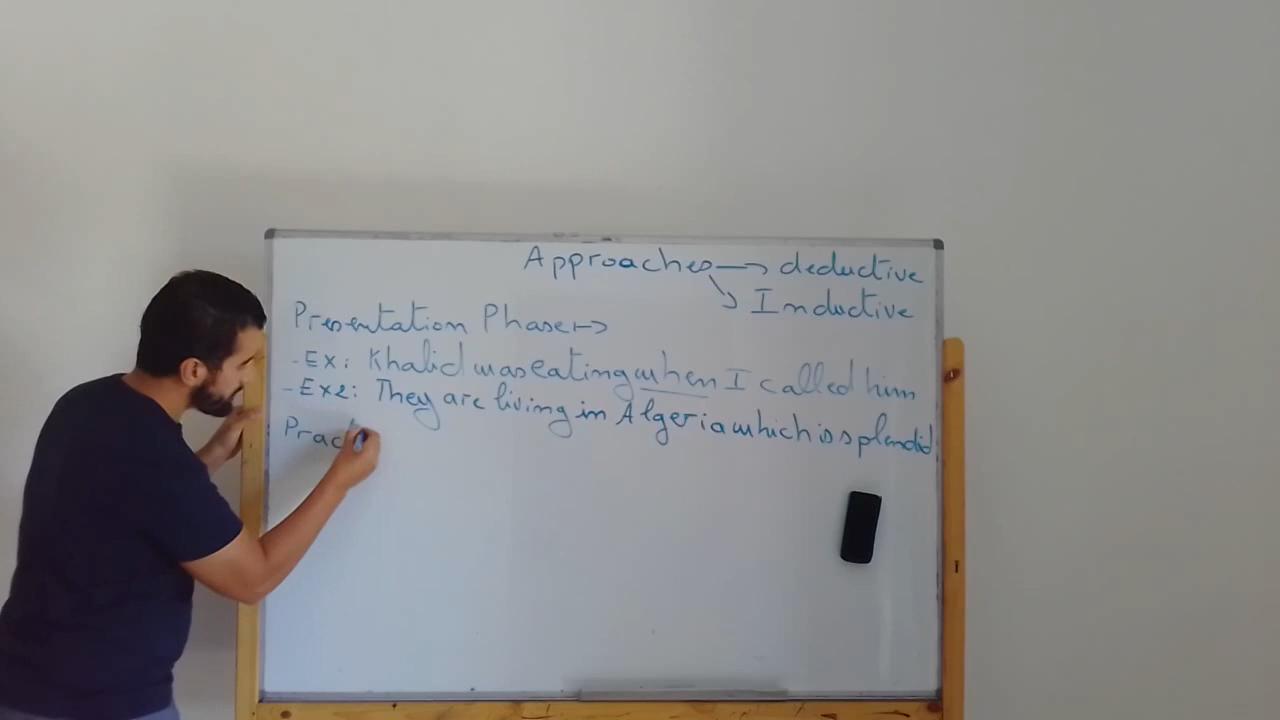 Approaches → deductive
↘ Inductive
Presentation Phase →
- Ex: Khalid was eating when I called him
- Ex2: They are living in Algeria which is splendid
Pract